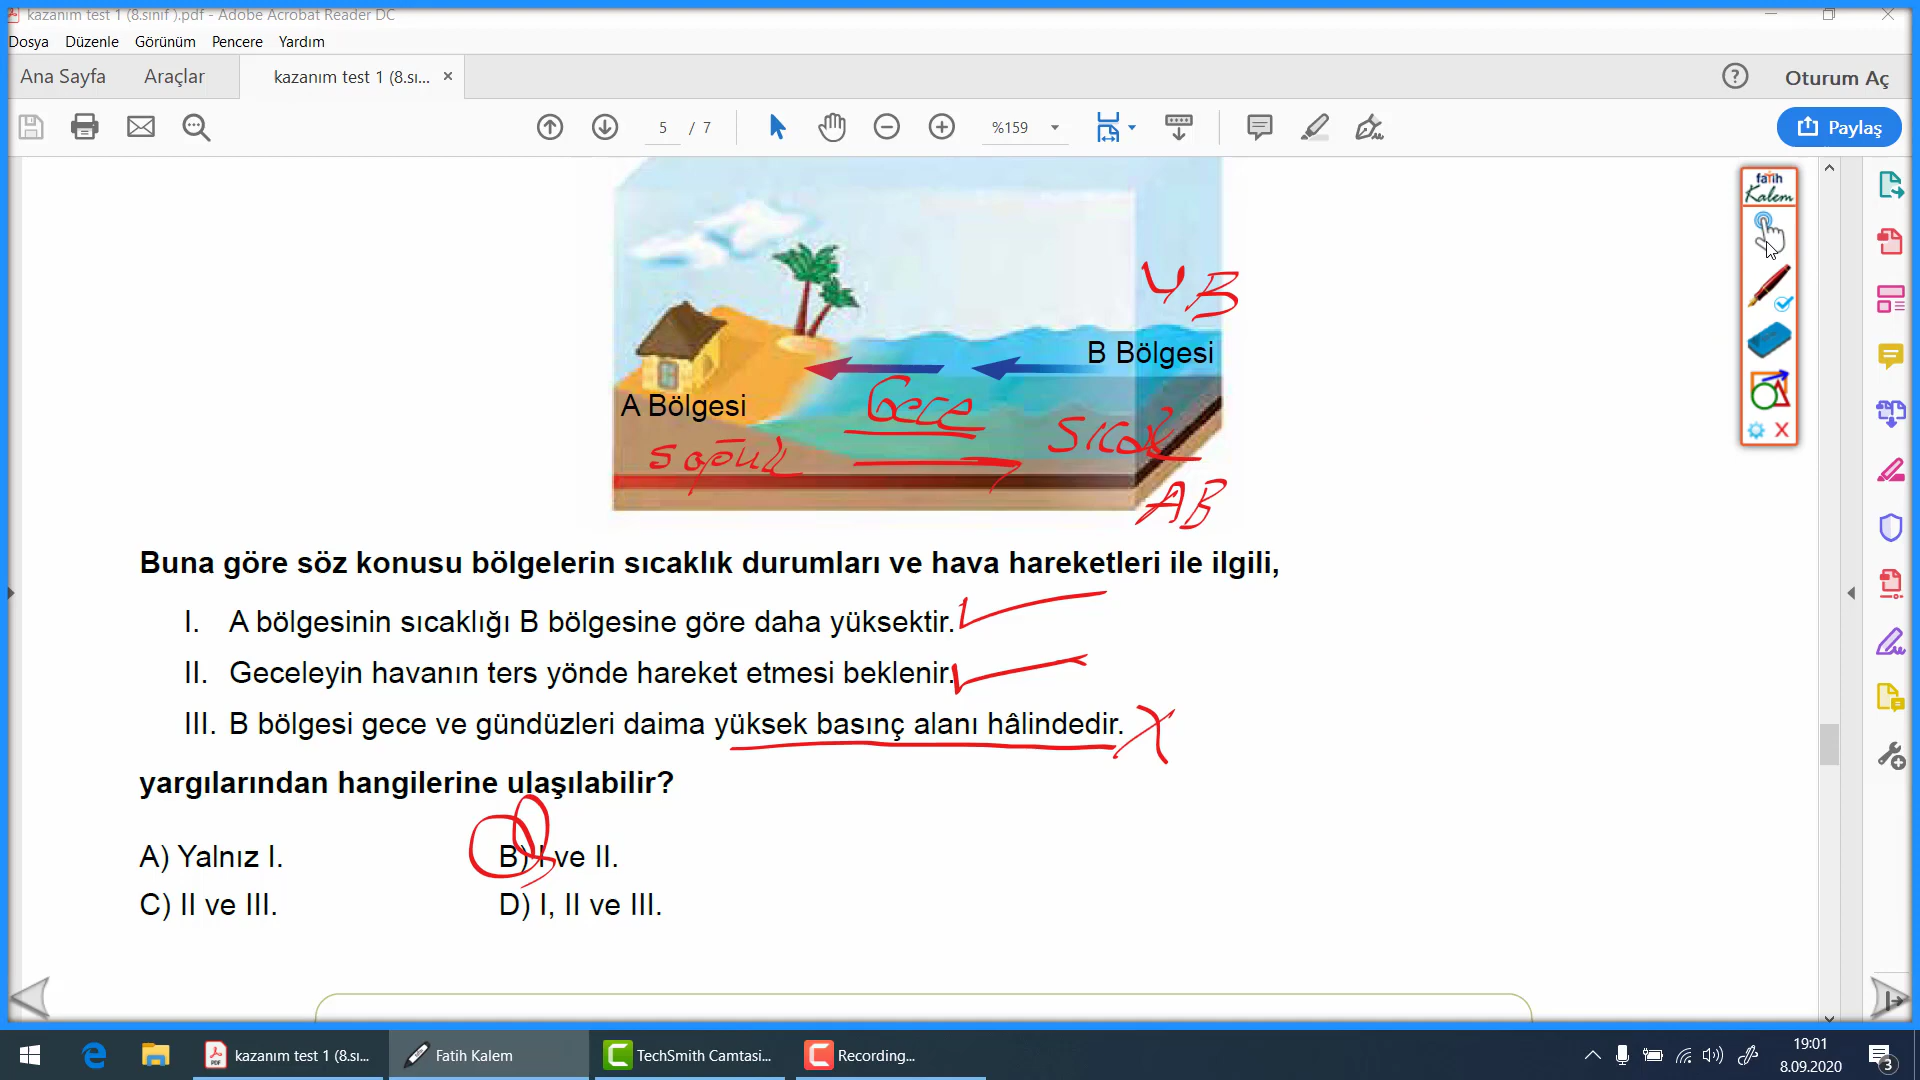 kazanım test 1 (8.sınıf ).pdf - Adobe Acrobat Reader DC
Dosya Düzenle Görünüm Pencere Yardım
Ana Sayfa Araçlar kazanım test 1 (8.sı... × Oturum Aç
5 / 7 %159 Paylaş
fatih
Kalem
YB
B Bölgesi
A Bölgesi
Gece
Sıcak
soğuk
AB
Buna göre söz konusu bölgelerin sıcaklık durumları ve hava hareketleri ile ilgili,
I. A bölgesinin sıcaklığı B bölgesine göre daha yüksektir.
II. Geceleyin havanın ters yönde hareket etmesi beklenir.
III. B bölgesi gece ve gündüzleri daima yüksek basınç alanı hâlindedir.
yargılarından hangilerine ulaşılabilir?
A) Yalnız I. B) I ve II.
C) II ve III. D) I, II ve III.
kazanım test 1 (8.sı... Fatih Kalem TechSmith Camtasi... Recording...
19:01
8.09.2020
3